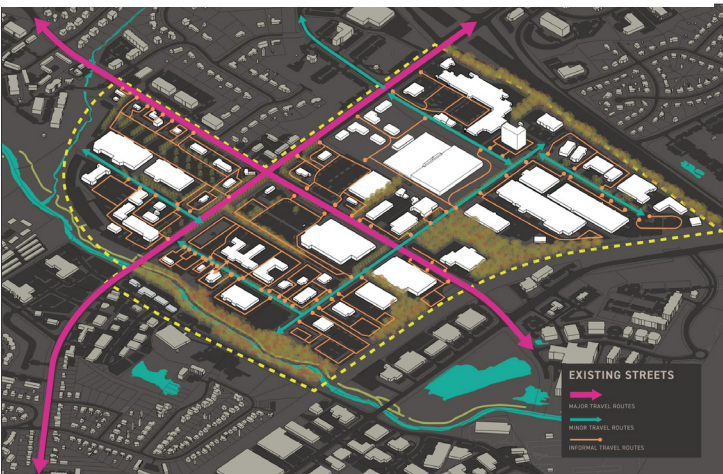 EXISTING STREETS
MAJOR TRAVEL ROUTES
MINOR TRAVEL ROUTES
INFORMAL TRAVEL ROUTES